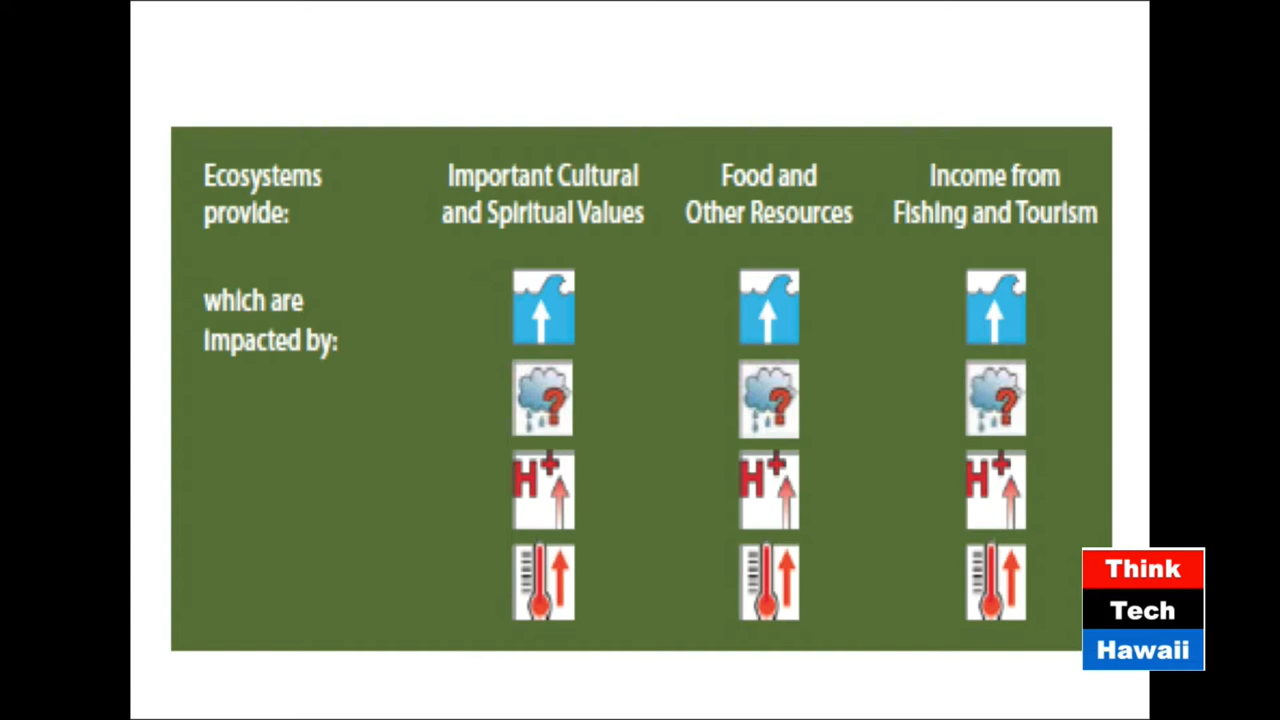 Ecosystems
provide:
Important Cultural
and Spiritual Values
Food and
Other Resources
Income from
Fishing and Tourism
which are
impacted by:
?
?
?
H+
H+
H+
Think
Tech
Hawaii